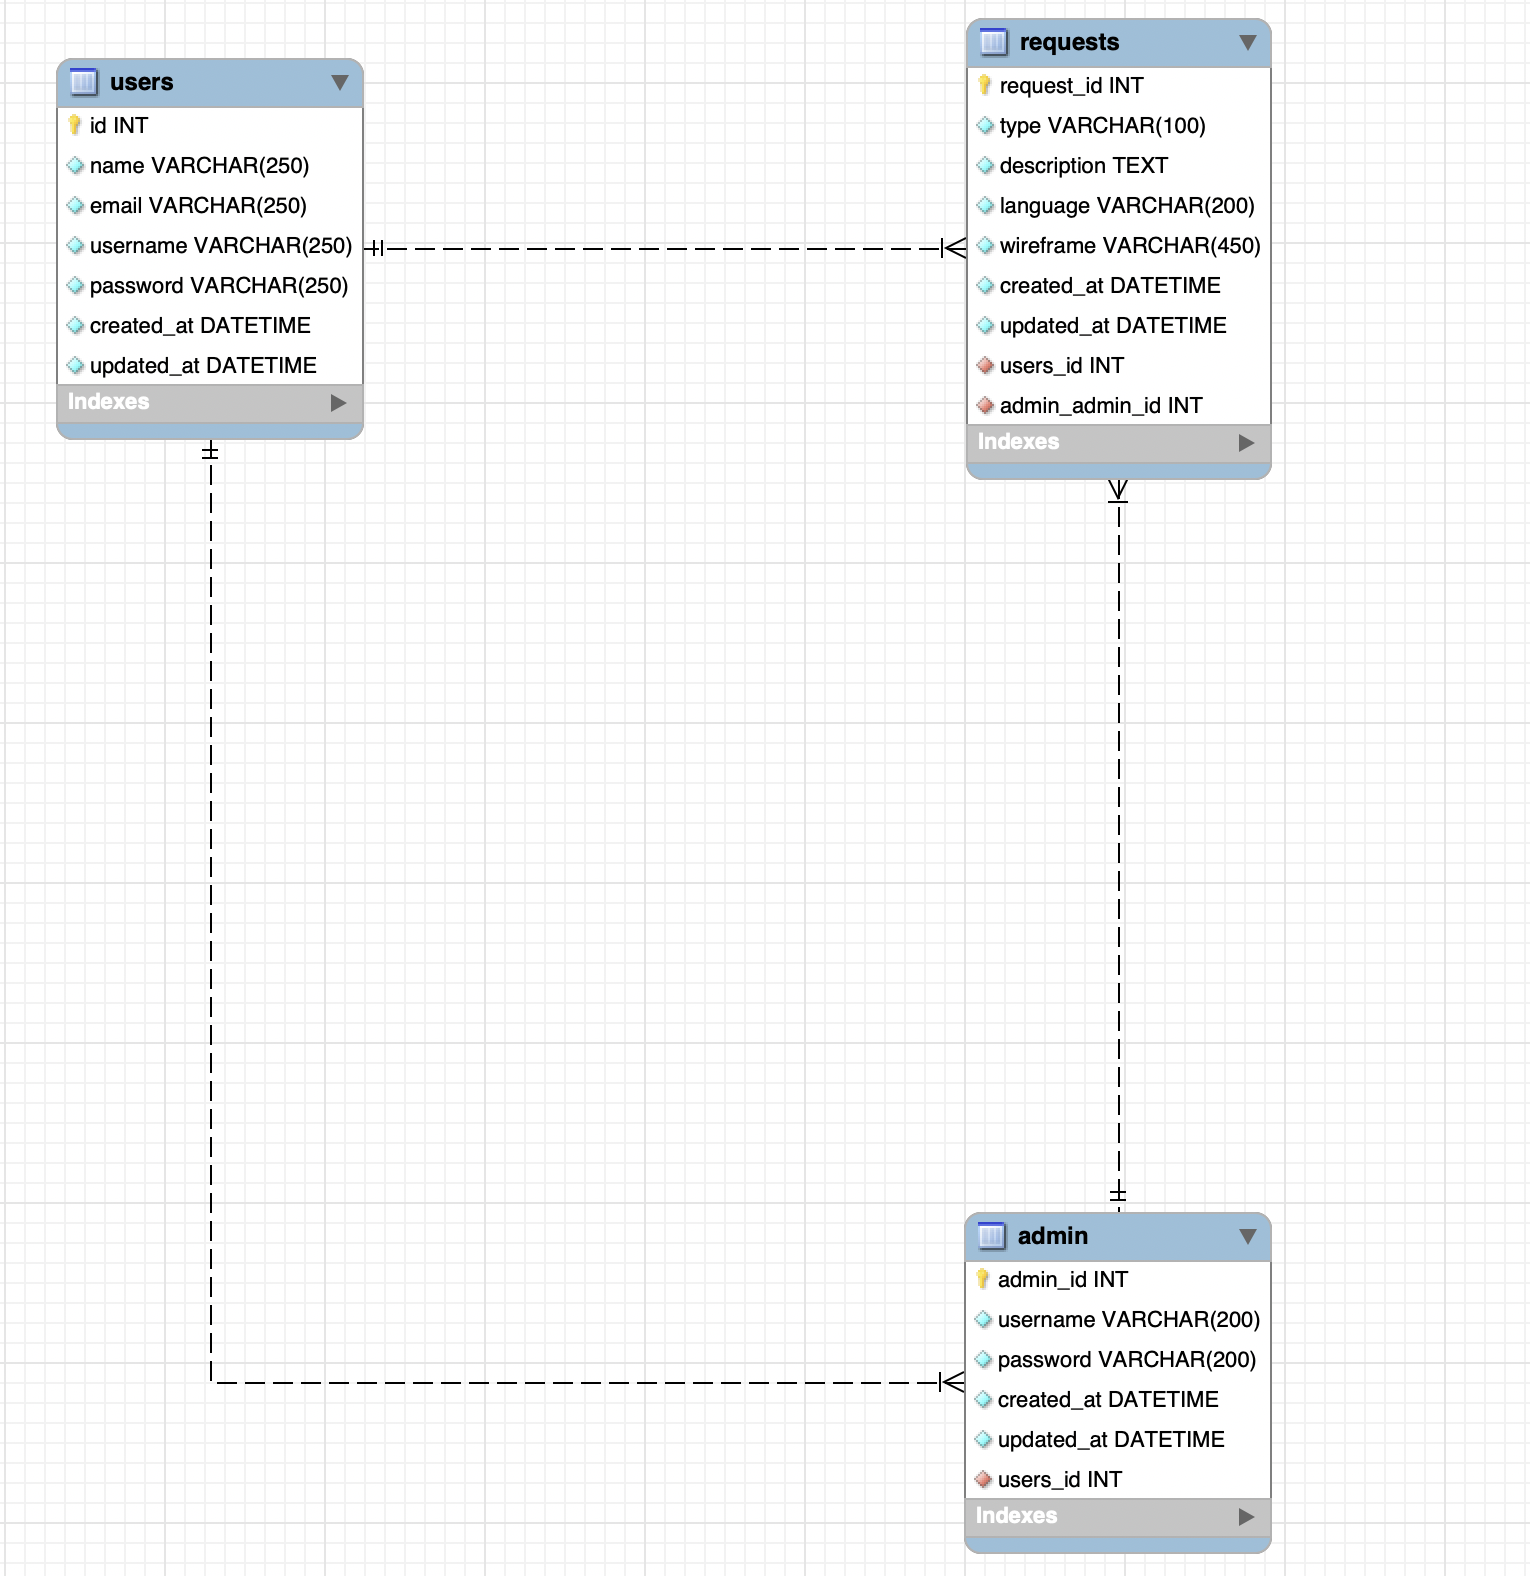 users
id INT
name VARCHAR(250)
email VARCHAR(250)
username VARCHAR(250)
password VARCHAR(250)
created_at DATETIME
updated_at DATETIME
Indexes
requests
request_id INT
type VARCHAR(100)
description TEXT
language VARCHAR(200)
wireframe VARCHAR(450)
created_at DATETIME
updated_at DATETIME
users_id INT
admin_admin_id INT
Indexes
admin
admin_id INT
username VARCHAR(200)
password VARCHAR(200)
created_at DATETIME
updated_at DATETIME
users_id INT
Indexes